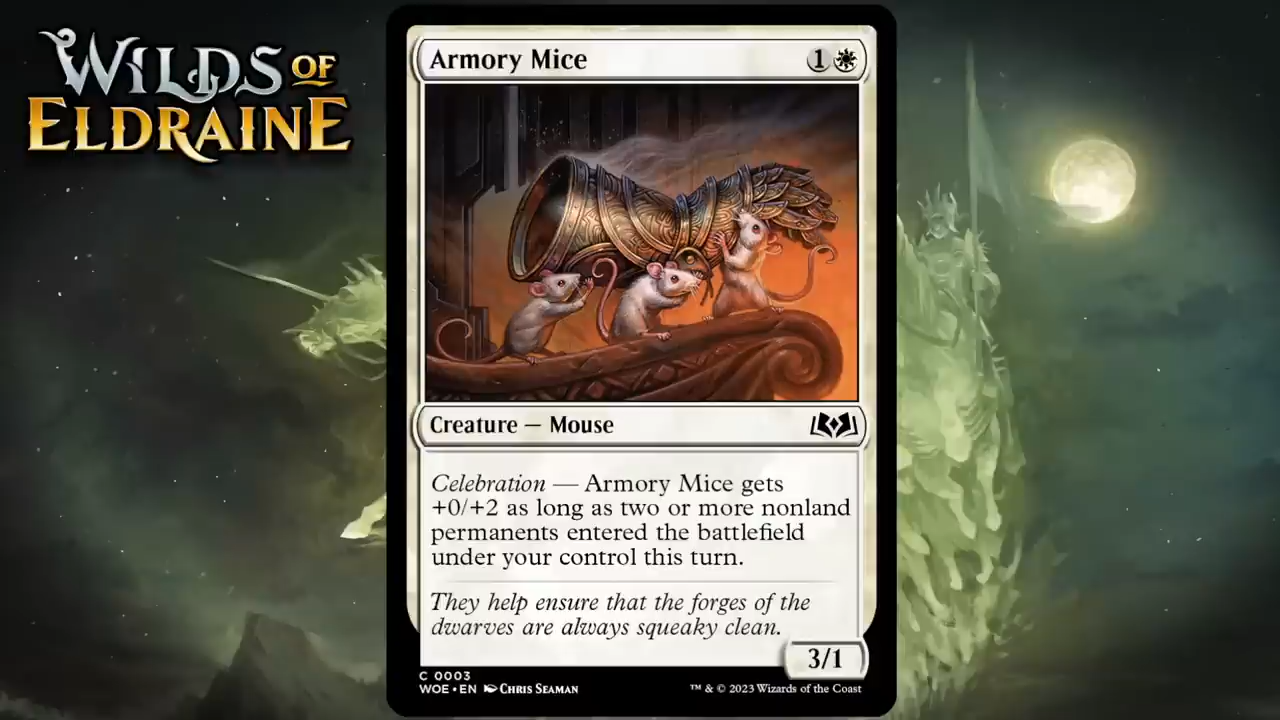 WILDS OF
ELDRAINE
Armory Mice
1
Creature — Mouse
Celebration — Armory Mice gets
+0/+2 as long as two or more nonland
permanents entered the battlefield
under your control this turn.
They help ensure that the forges of the
dwarves are always squeaky clean.
3/1
C 0003
WOE • EN Chris Seaman
™ & © 2023 Wizards of the Coast